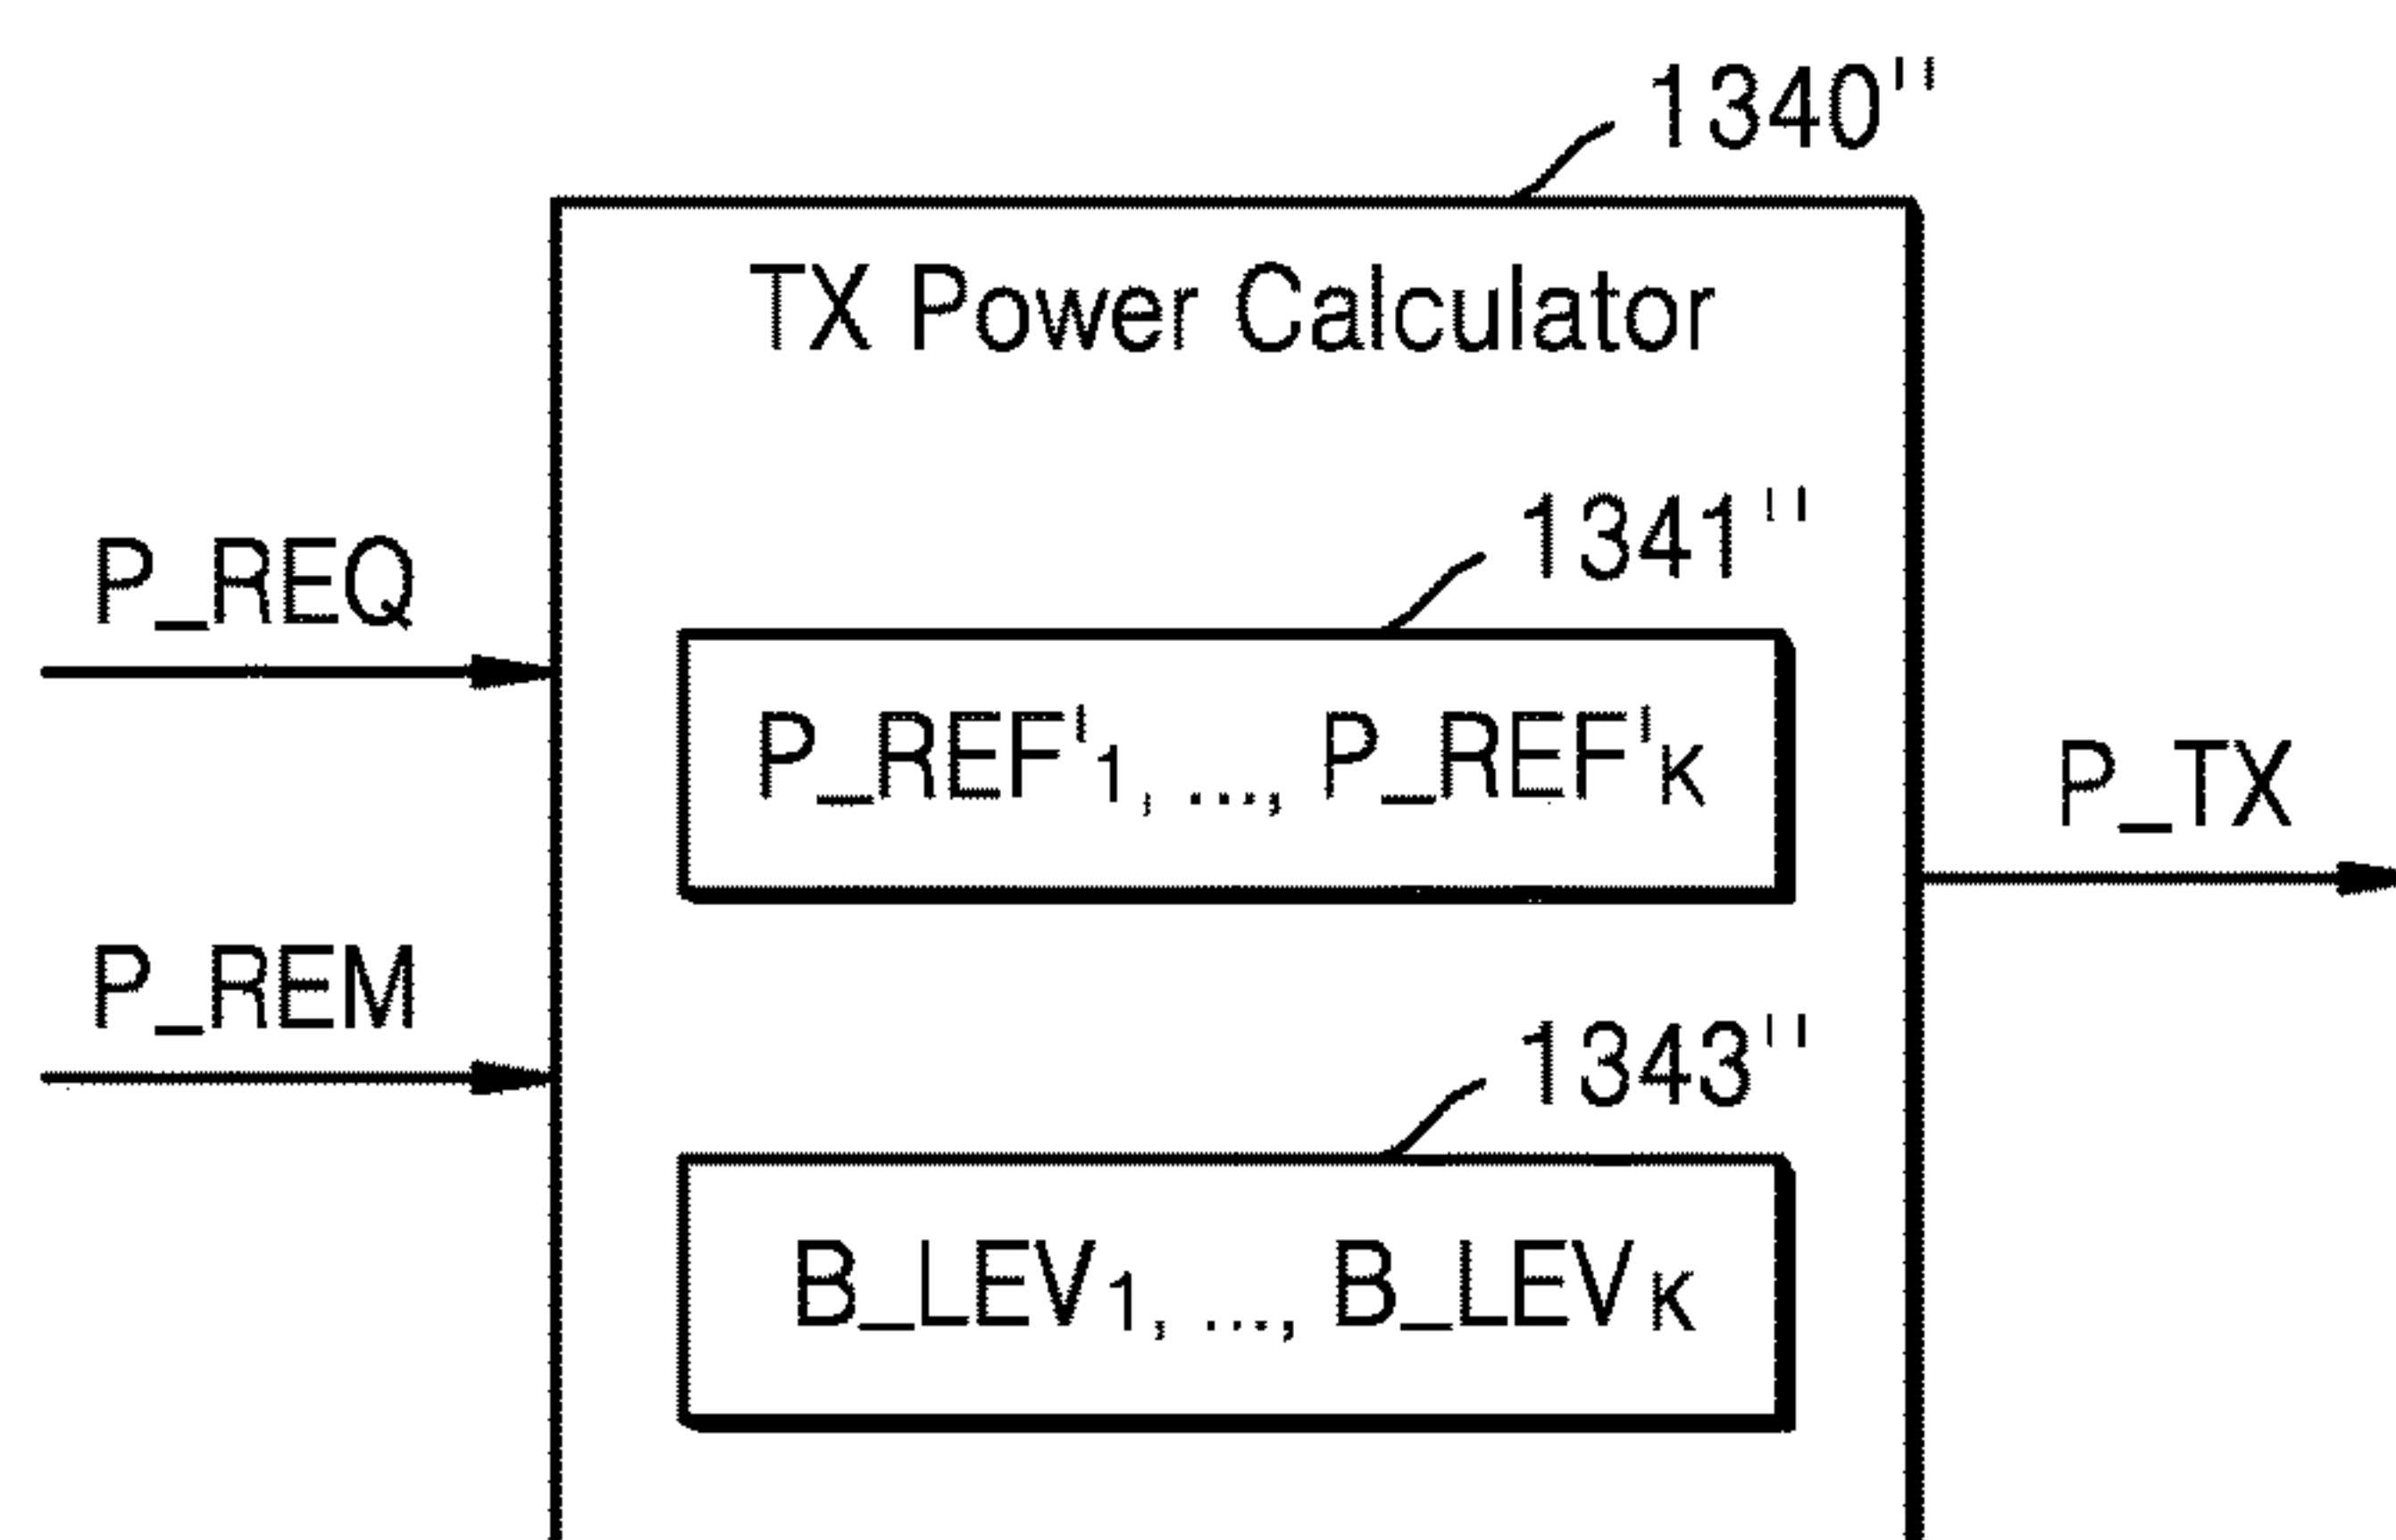 1340''
TX Power Calculator
1341''
P_REQ
P_REF'1, ..., P_REF'K
P_TX
P_REM
1343''
B_LEV1, ..., B_LEVK